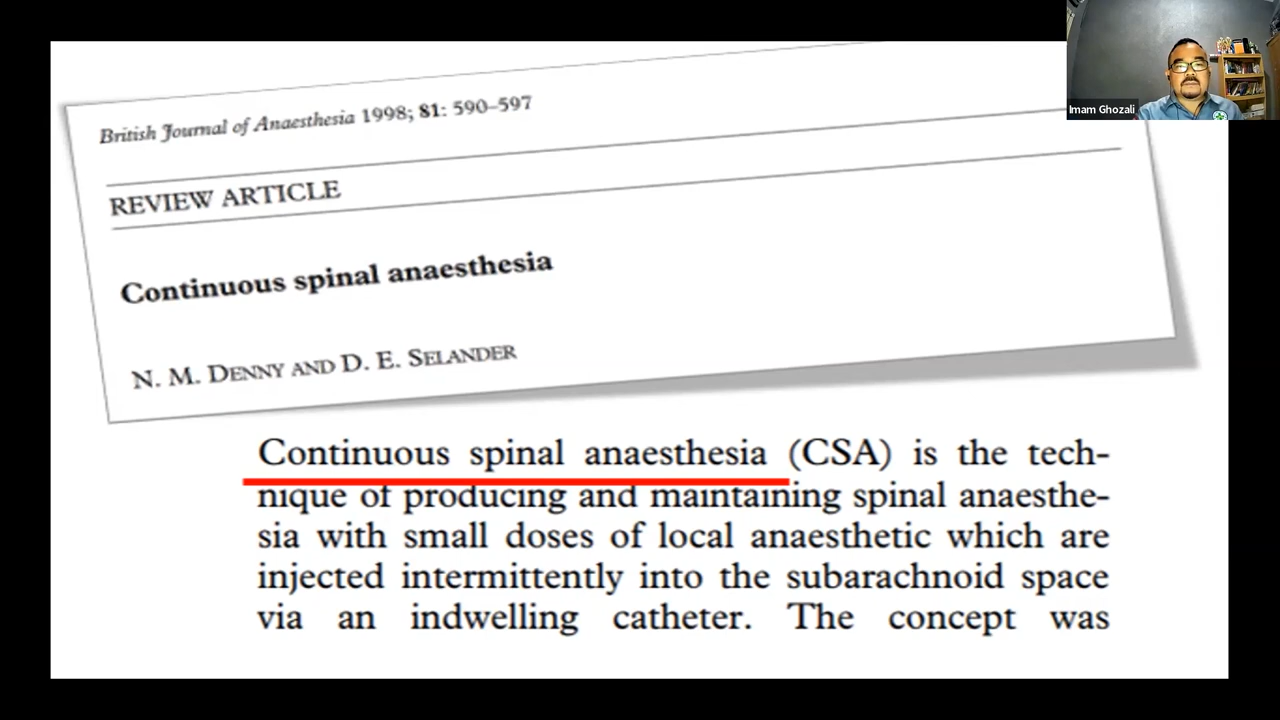 British Journal of Anaesthesia 1998; 81: 590–597
REVIEW ARTICLE
Continuous spinal anaesthesia
N. M. DENNY AND D. E. SELANDER
Continuous spinal anaesthesia (CSA) is the tech-
nique of producing and maintaining spinal anaesthe-
sia with small doses of local anaesthetic which are
injected intermittently into the subarachnoid space
via an indwelling catheter. The concept was
Imam Ghozali